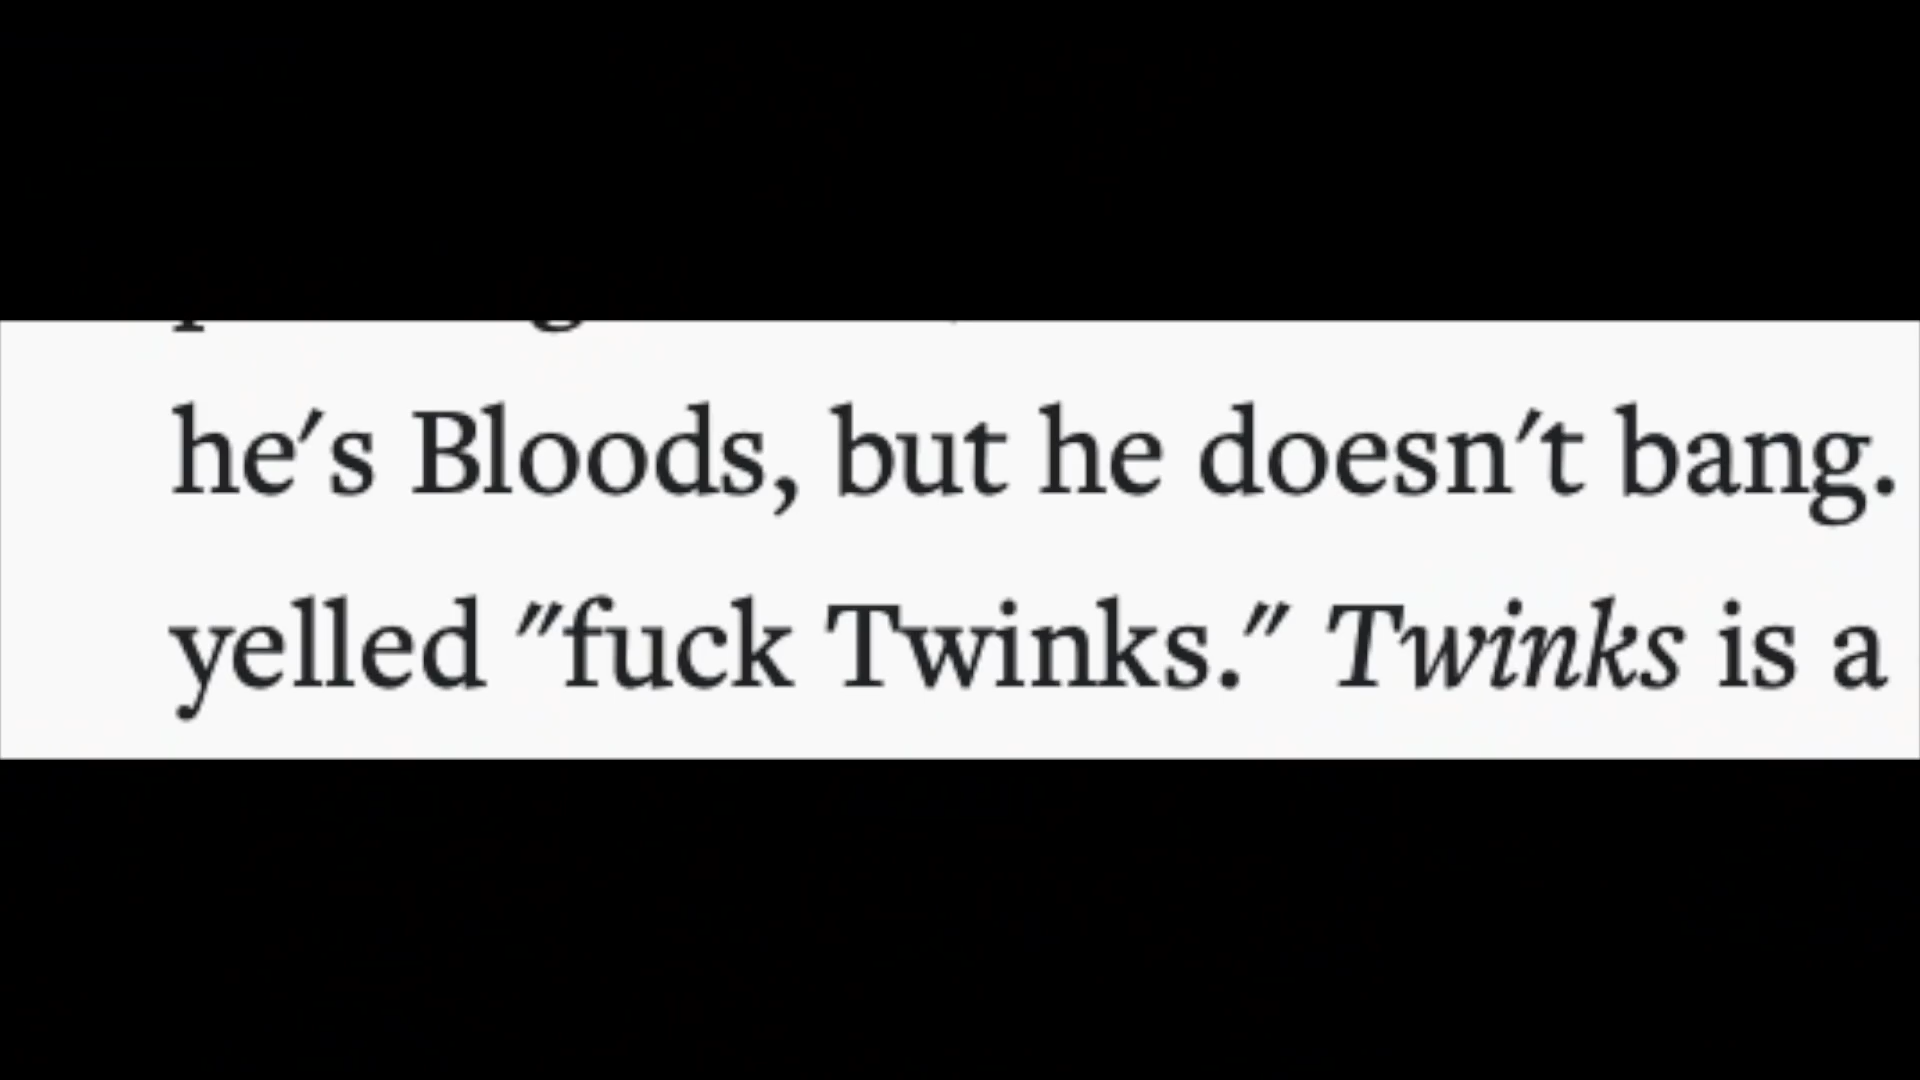 he's Bloods, but he doesn't bang.
yelled "fuck Twinks." Twinks is a